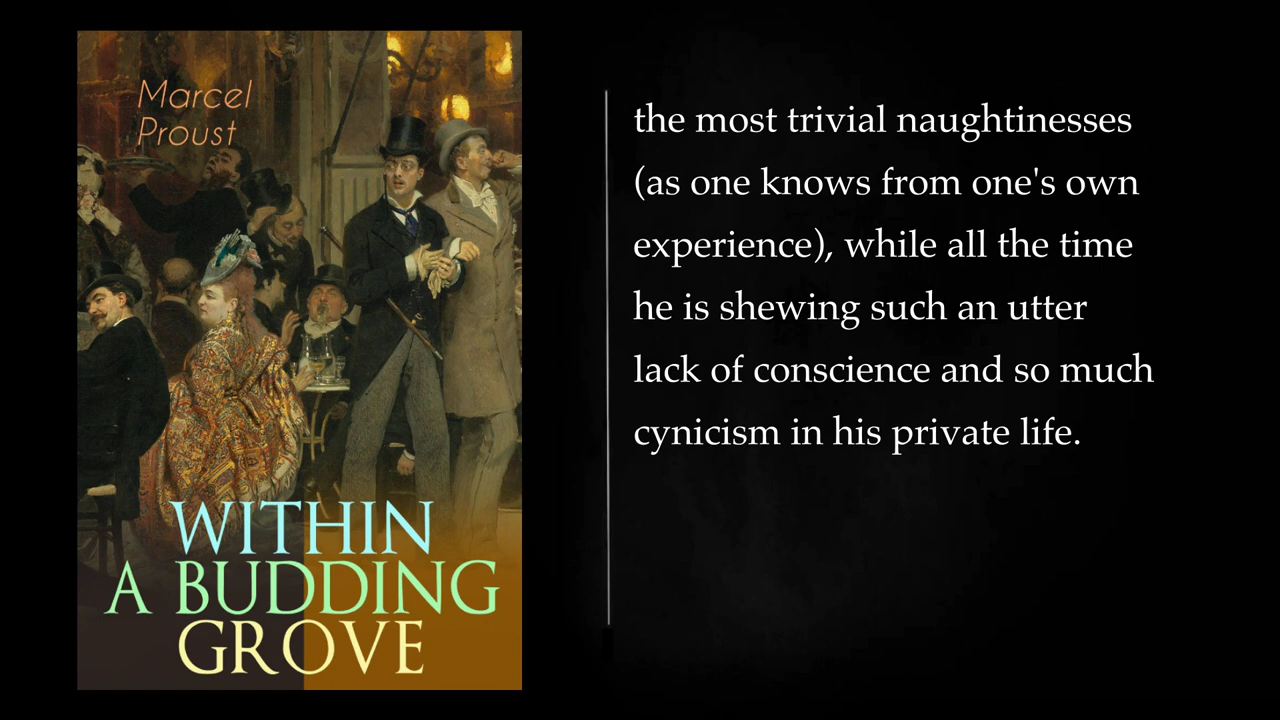 Marcel
Proust
WITHIN
A BUDDING
GROVE
the most trivial naughtinesses
(as one knows from one's own
experience), while all the time
he is shewing such an utter
lack of conscience and so much
cynicism in his private life.